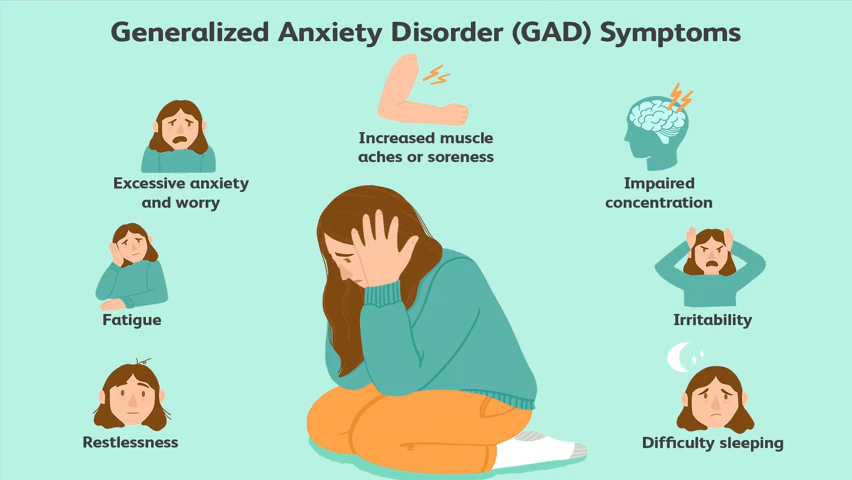 Generalized Anxiety Disorder (GAD) Symptoms
Increased muscle
aches or soreness
Excessive anxiety
and worry
Impaired
concentration
Fatigue
Irritability
Restlessness
Difficulty sleeping